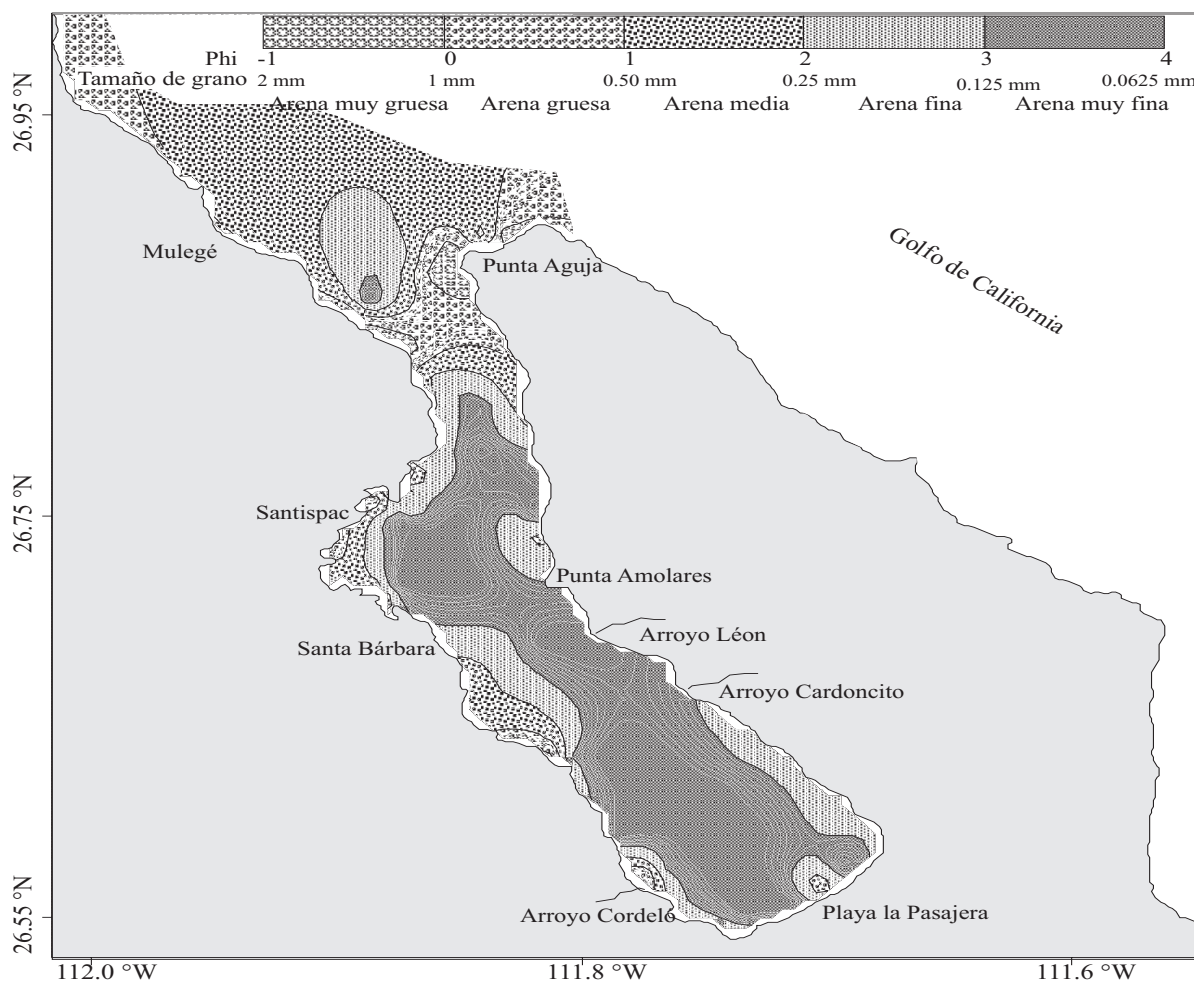 Phi -1 0 1 2 3 4
Tamaño de grano 2 mm 1 mm 0.50 mm 0.25 mm 0.125 mm 0.0625 mm
Arena muy gruesa Arena gruesa Arena media Arena fina Arena muy fina
26.95 °N
Mulegé
Punta Aguja
Golfo de California
26.75 °N
Santispac
Punta Amolares
Arroyo Léon
Santa Bárbara
Arroyo Cardoncito
26.55 °N
Arroyo Cordelo
Playa la Pasajera
112.0 °W 111.8 °W 111.6 °W